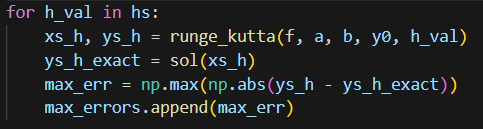 for h_val in hs:
    xs_h, ys_h = runge_kutta(f, a, b, y0, h_val)
    ys_h_exact = sol(xs_h)
    max_err = np.max(np.abs(ys_h - ys_h_exact))
    max_errors.append(max_err)